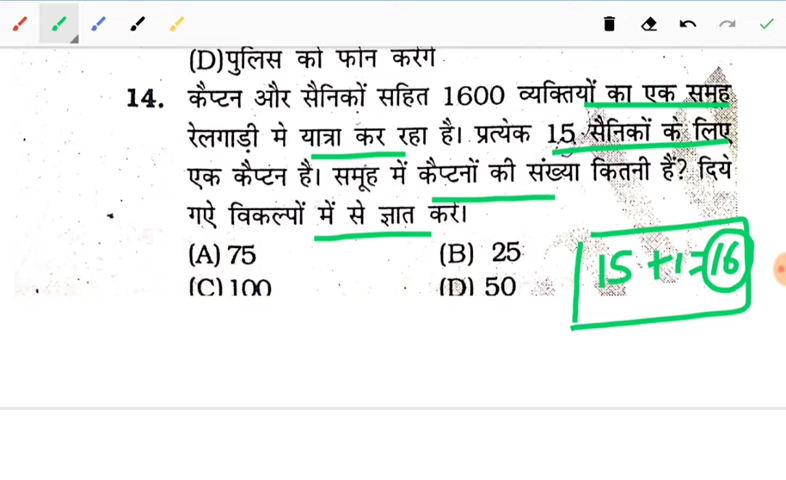 (D)पुलिस को फोन करेंगे
14. कैप्टन और सैनिकों सहित 1600 व्यक्तियों का एक समूह
रेलगाड़ी मे यात्रा कर रहा है। प्रत्येक 15 सैनिकों के लिए
एक कैप्टन है। समूह में कैप्टनों की संख्या कितनी हैं? दिये
गऐ विकल्पों में से ज्ञात करें।
(A) 75 (B) 25
(C) 100 (D) 50
15 + 1 = 16